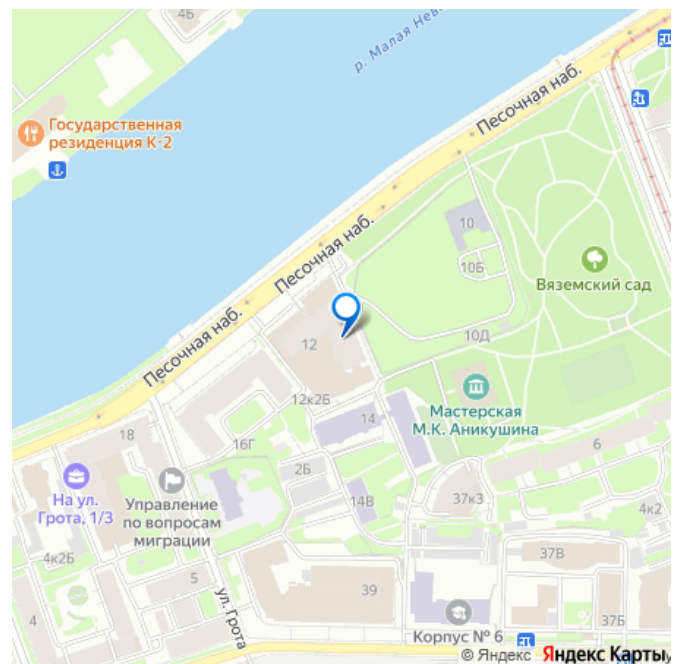 4Б
р. Малая Нев
Государственная
резиденция К-2
Песочная наб.
10
10Б
Вяземский сад
Песочная наб.
10Д
12
Песочная наб.
Мастерская
М.К. Аникушина
12к2Б
14
18
16Г
6
На ул.
Грота, 1/3
Управление
по вопросам
миграции
2Б
14В
37к3
4к2
4к2Б
37В
5
39
4
ул. Грота
37Б
Корпус № 6
© Яндекс Яндекс Карты